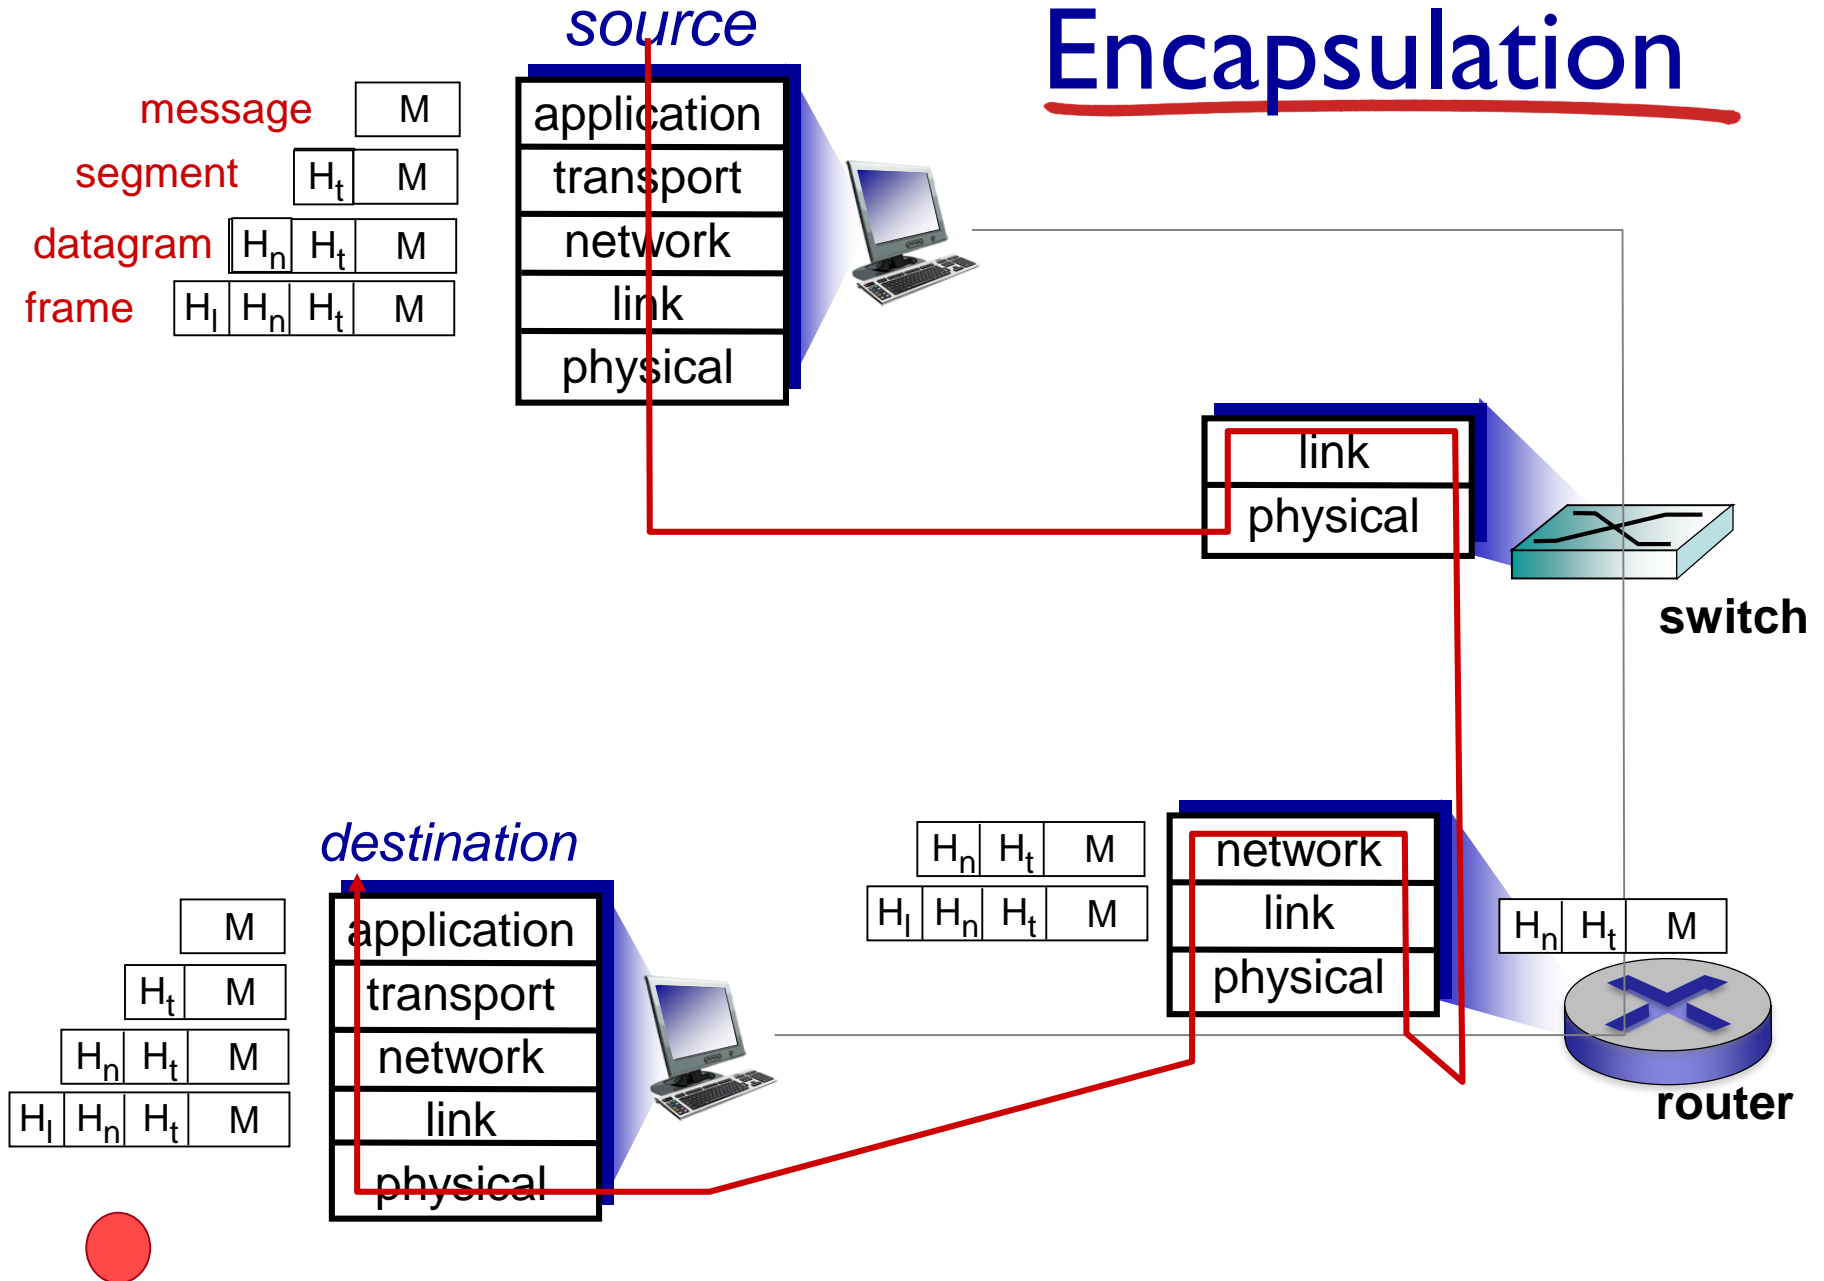 source
Encapsulation
message M
segment Ht M
datagram Hn Ht M
frame Hl Hn Ht M
application
transport
network
link
physical
link
physical
switch
destination
M
Ht M
Hn Ht M
Hl Hn Ht M
application
transport
network
link
physical
Hn Ht M
Hl Hn Ht M
network
link
physical
Hn Ht M
router